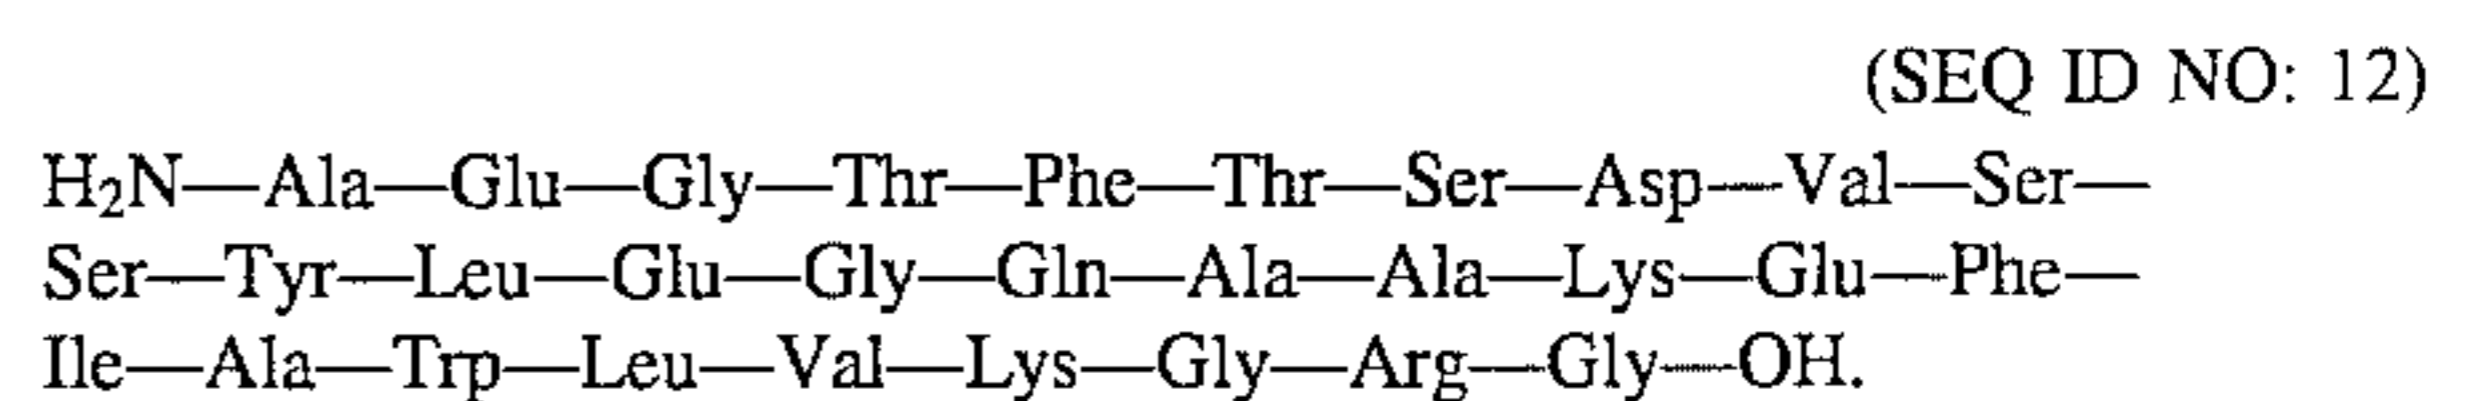 (SEQ ID NO: 12)
H₂N—Ala—Glu—Gly—Thr—Phe—Thr—Ser—Asp—Val—Ser—
Ser—Tyr—Leu—Glu—Gly—Gln—Ala—Ala—Lys—Glu—Phe—
Ile—Ala—Trp—Leu—Val—Lys—Gly—Arg—Gly—OH.